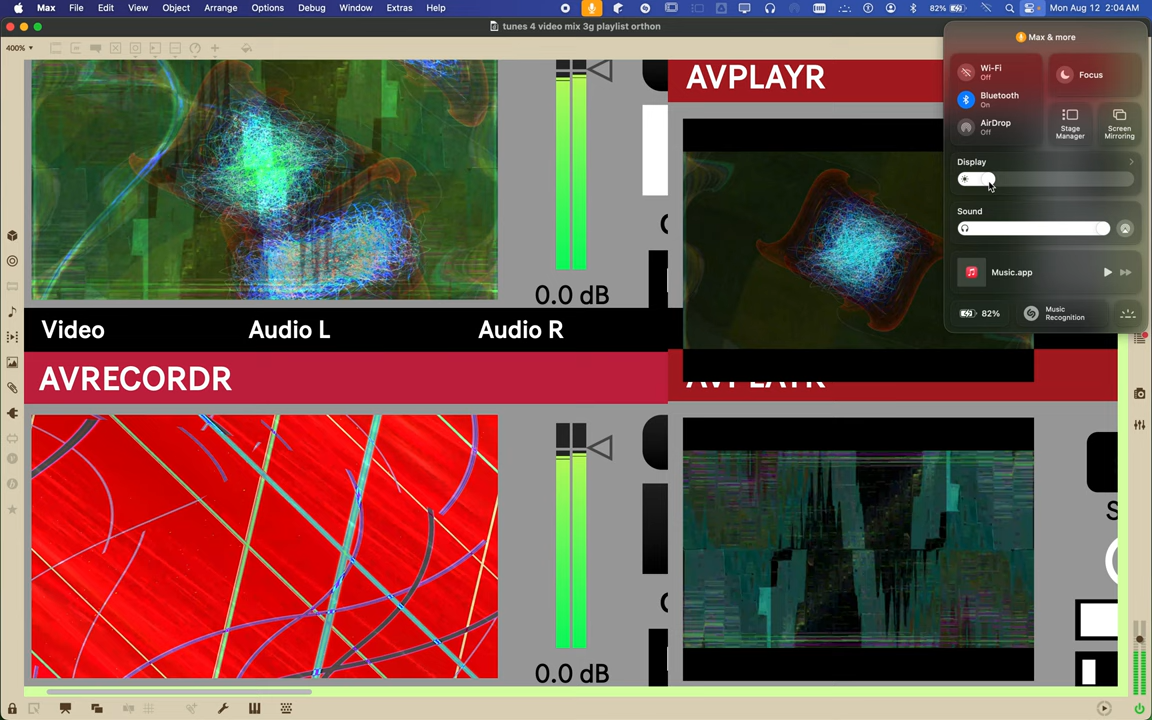 Max File Edit View Object Arrange Options Debug Window Extras Help 82% Mon Aug 12 2:04 AM
tunes 4 video mix 3g playlist orthon
400%
Max & more
Wi-Fi
Off
Focus
Bluetooth
On
AirDrop
Off
Stage
Manager
Screen
Mirroring
Display
Sound
Music.app
82%
Music
Recognition
AVPLAYR
0.0 dB
Video Audio L Audio R
AVRECORDR
AVPLAYR
0.0 dB